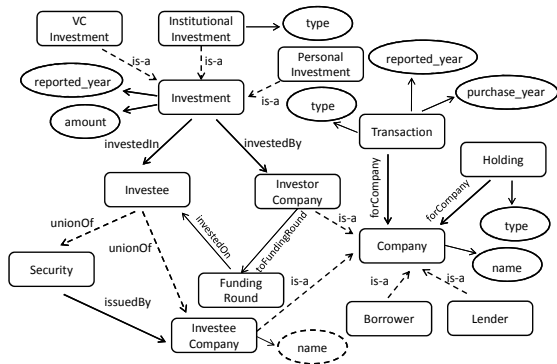 VC
Investment
Institutional
Investment
type
is-a
is-a
Personal
Investment
reported_year
reported_year
Investment
is-a
type
purchase_year
amount
Transaction
investedIn
investedBy
Holding
Investee
Investor
Company
forCompany
forCompany
unionOf
unionOf
investedOn
toFundingRound
is-a
type
Company
name
Security
Funding
Round
is-a
is-a
is-a
issuedBy
Borrower
Lender
Investee
Company
name